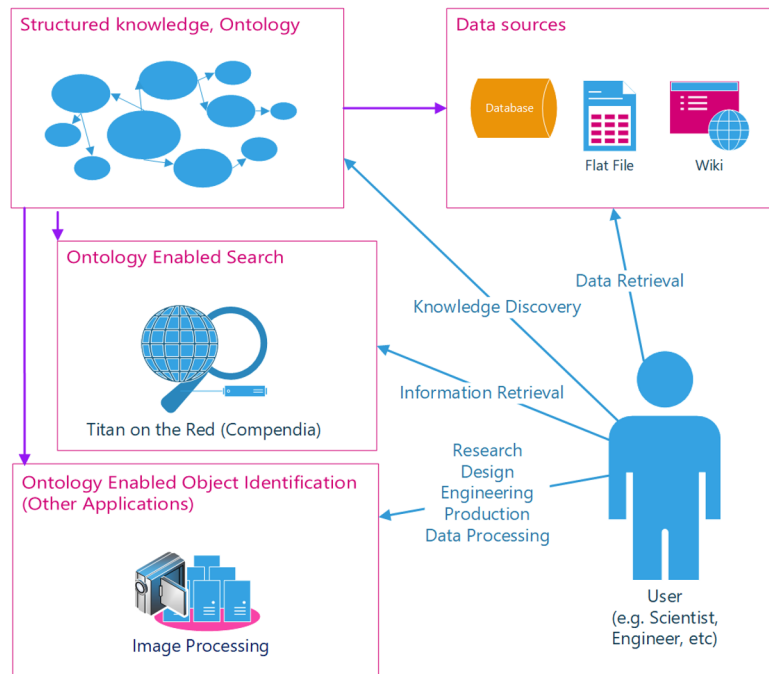 Structured knowledge, Ontology
Data sources
Database
Flat File
Wiki
Ontology Enabled Search
Titan on the Red (Compendia)
Knowledge Discovery
Data Retrieval
Information Retrieval
Ontology Enabled Object Identification
(Other Applications)
Image Processing
Research
Design
Engineering
Production
Data Processing
User
(e.g. Scientist,
Engineer, etc)